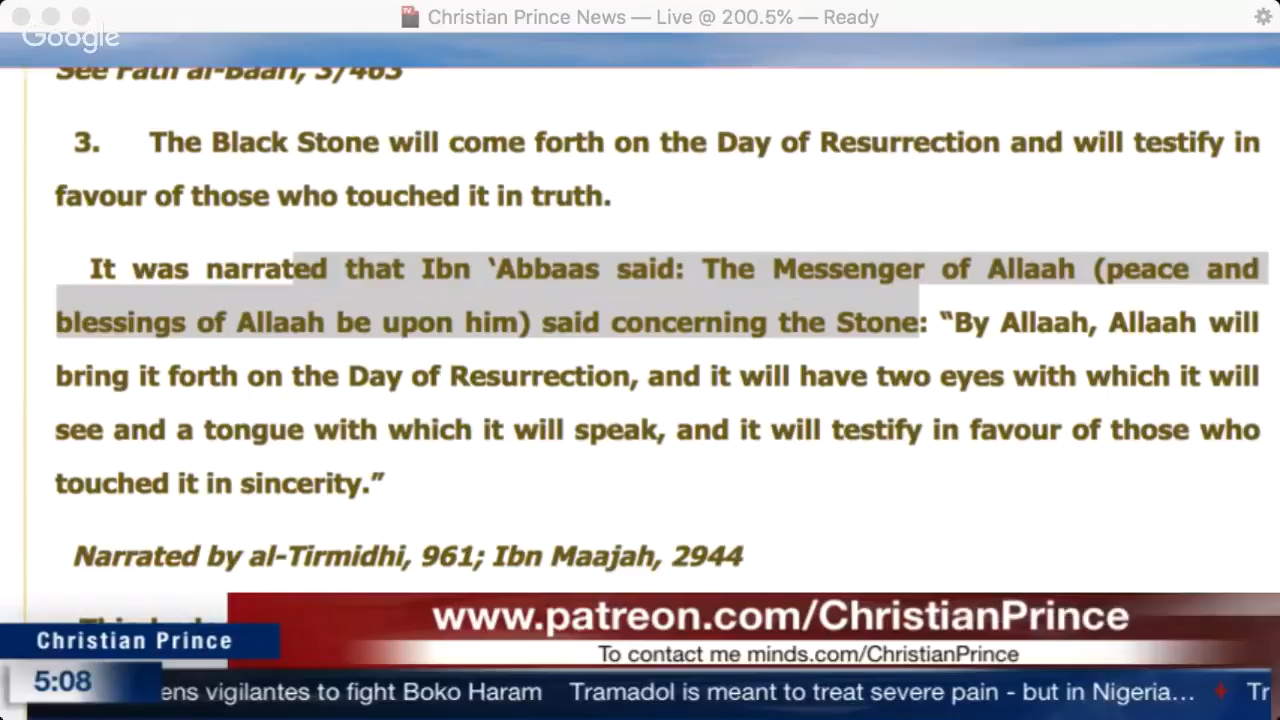 Christian Prince News — Live @ 200.5% — Ready
Google
See Fath al-Baari, 3/463
3. The Black Stone will come forth on the Day of Resurrection and will testify in
favour of those who touched it in truth.
It was narrated that Ibn ‘Abbaas said: The Messenger of Allaah (peace and
blessings of Allaah be upon him) said concerning the Stone: “By Allaah, Allaah will
bring it forth on the Day of Resurrection, and it will have two eyes with which it will
see and a tongue with which it will speak, and it will testify in favour of those who
touched it in sincerity.”
Narrated by al-Tirmidhi, 961; Ibn Maajah, 2944
www.patreon.com/ChristianPrince
Christian Prince
To contact me minds.com/ChristianPrince
5:08
ens vigilantes to fight Boko Haram Tramadol is meant to treat severe pain - but in Nigeria... Tr